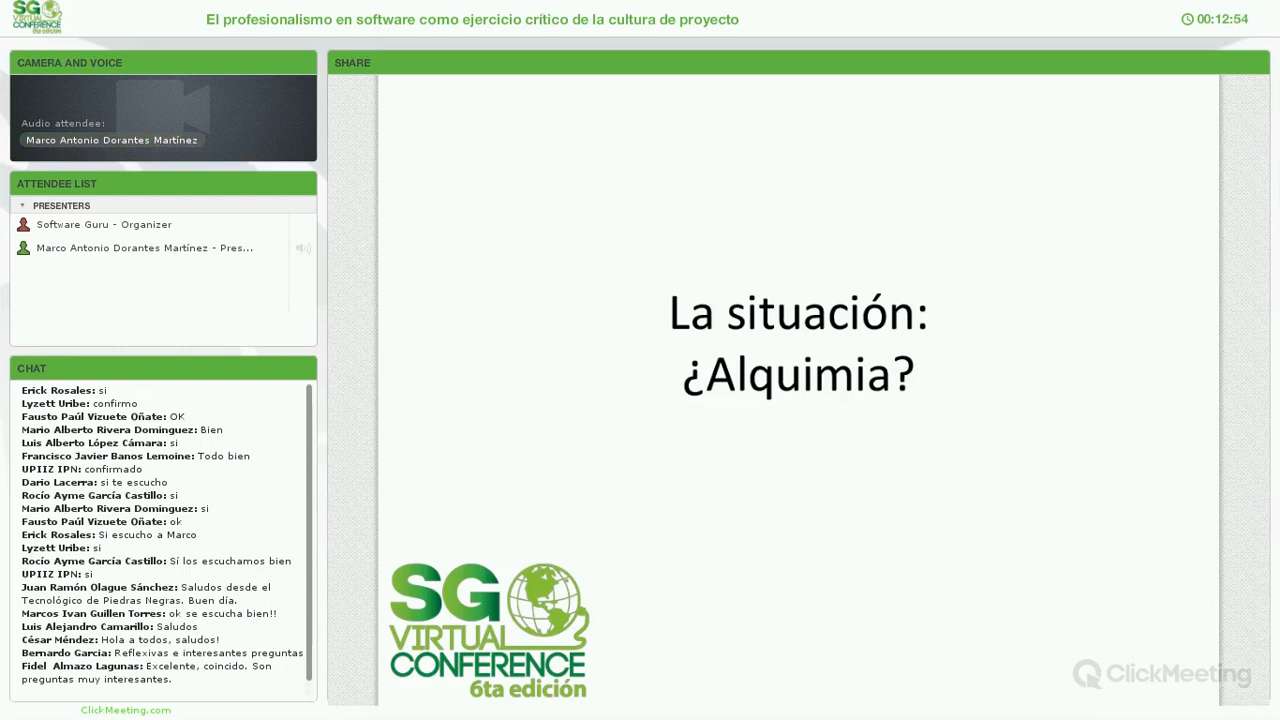 SG
VIRTUAL
CONFERENCE
6ta edición
El profesionalismo en software como ejercicio crítico de la cultura de proyecto
00:12:54
CAMERA AND VOICE
Audio attendee:
Marco Antonio Dorantes Martínez
ATTENDEE LIST
PRESENTERS
Software Guru - Organizer
Marco Antonio Dorantes Martínez - Pres...
CHAT
Erick Rosales: si
Lyzett Uribe: confirmo
Fausto Paúl Vizuete Oñate: OK
Mario Alberto Rivera Dominguez: Bien
Luis Alberto López Cámara: si
Francisco Javier Banos Lemoine: Todo bien
UPIIZ IPN: confirmado
Dario Lacerra: si te escucho
Rocío Ayme García Castillo: si
Mario Alberto Rivera Dominguez: si
Fausto Paúl Vizuete Oñate: ok
Erick Rosales: Si escucho a Marco
Lyzett Uribe: si
Rocío Ayme García Castillo: Sí los escuchamos bien
UPIIZ IPN: si
Juan Ramón Olague Sánchez: Saludos desde el
Tecnológico de Piedras Negras. Buen día.
Marcos Ivan Guillen Torres: ok se escucha bien!!
Luis Alejandro Camarillo: Saludos
César Méndez: Hola a todos, saludos!
Bernardo Garcia: Reflexivas e interesantes preguntas
Fidel Almazo Lagunas: Excelente, coincido. Son
preguntas muy interesantes.
ClickMeeting.com
SHARE
La situación:
¿Alquimia?
SG
VIRTUAL
CONFERENCE
6ta edición
ClickMeeting